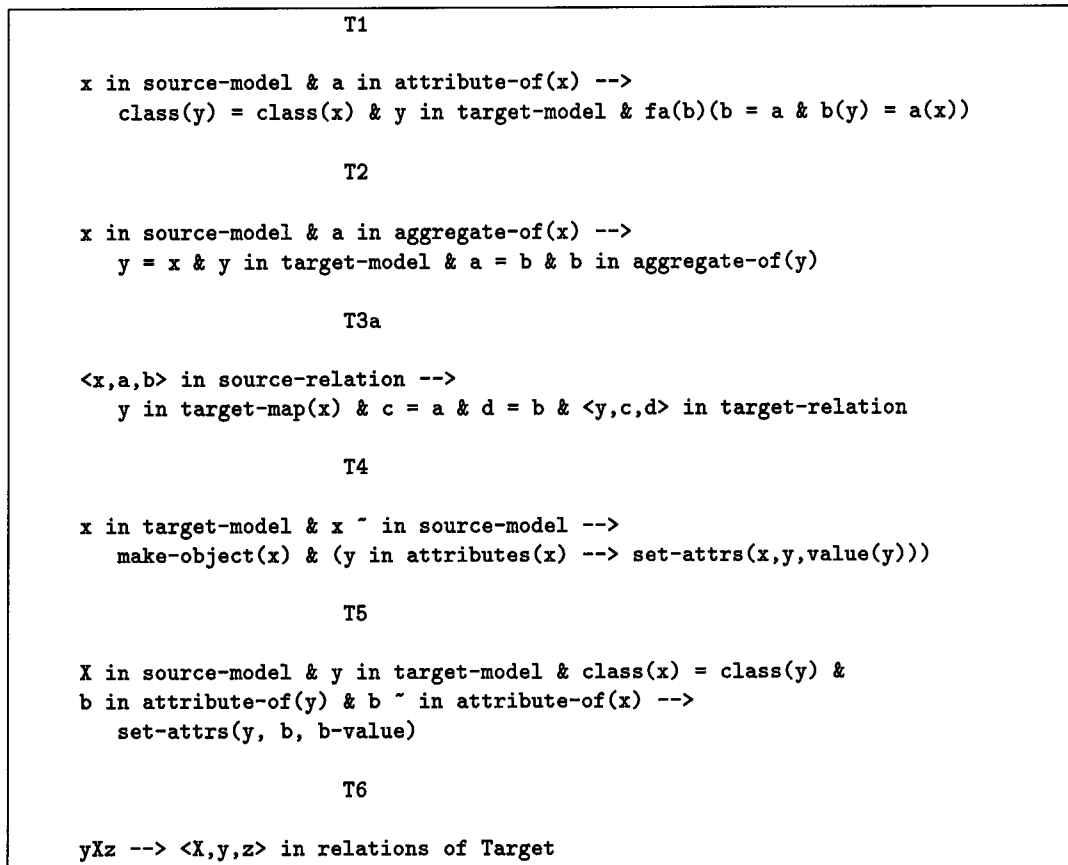 T1
x in source-model & a in attribute-of(x) -->
class(y) = class(x) & y in target-model & fa(b)(b = a & b(y) = a(x))
T2
x in source-model & a in aggregate-of(x) -->
y = x & y in target-model & a = b & b in aggregate-of(y)
T3a
<x,a,b> in source-relation -->
y in target-map(x) & c = a & d = b & <y,c,d> in target-relation
T4
x in target-model & x ~ in source-model -->
make-object(x) & (y in attributes(x) --> set-attrs(x,y,value(y)))
T5
X in source-model & y in target-model & class(x) = class(y) &
b in attribute-of(y) & b ~ in attribute-of(x) -->
set-attrs(y, b, b-value)
T6
yXz --> <X,y,z> in relations of Target